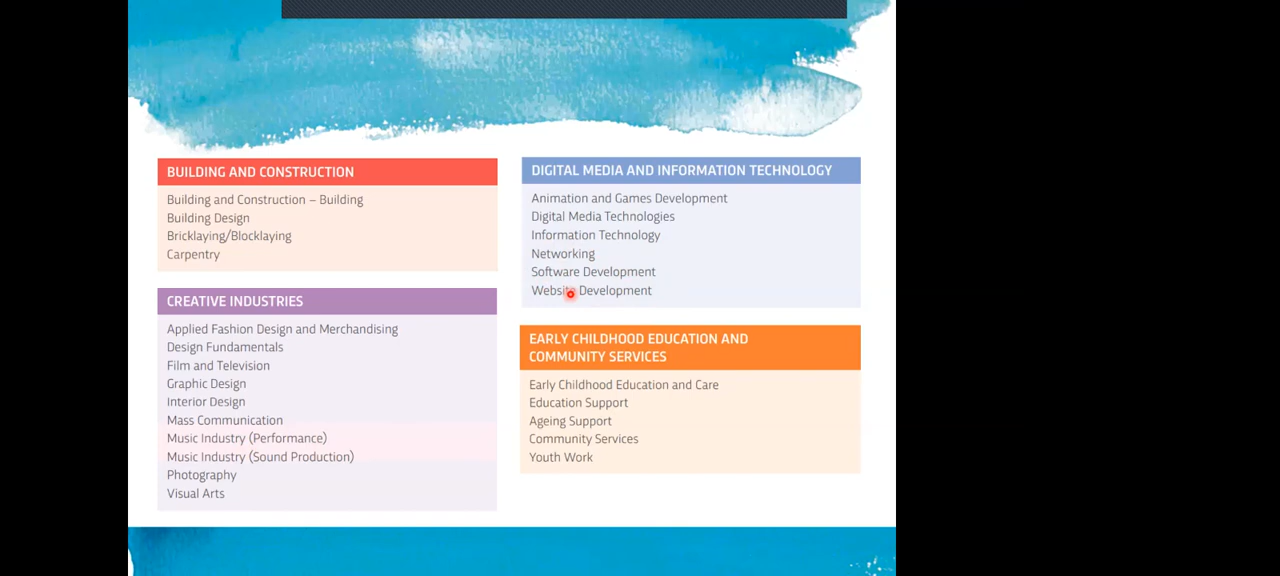 BUILDING AND CONSTRUCTION
Building and Construction – Building
Building Design
Bricklaying/Blocklaying
Carpentry
CREATIVE INDUSTRIES
Applied Fashion Design and Merchandising
Design Fundamentals
Film and Television
Graphic Design
Interior Design
Mass Communication
Music Industry (Performance)
Music Industry (Sound Production)
Photography
Visual Arts
DIGITAL MEDIA AND INFORMATION TECHNOLOGY
Animation and Games Development
Digital Media Technologies
Information Technology
Networking
Software Development
Website Development
EARLY CHILDHOOD EDUCATION AND
COMMUNITY SERVICES
Early Childhood Education and Care
Education Support
Ageing Support
Community Services
Youth Work